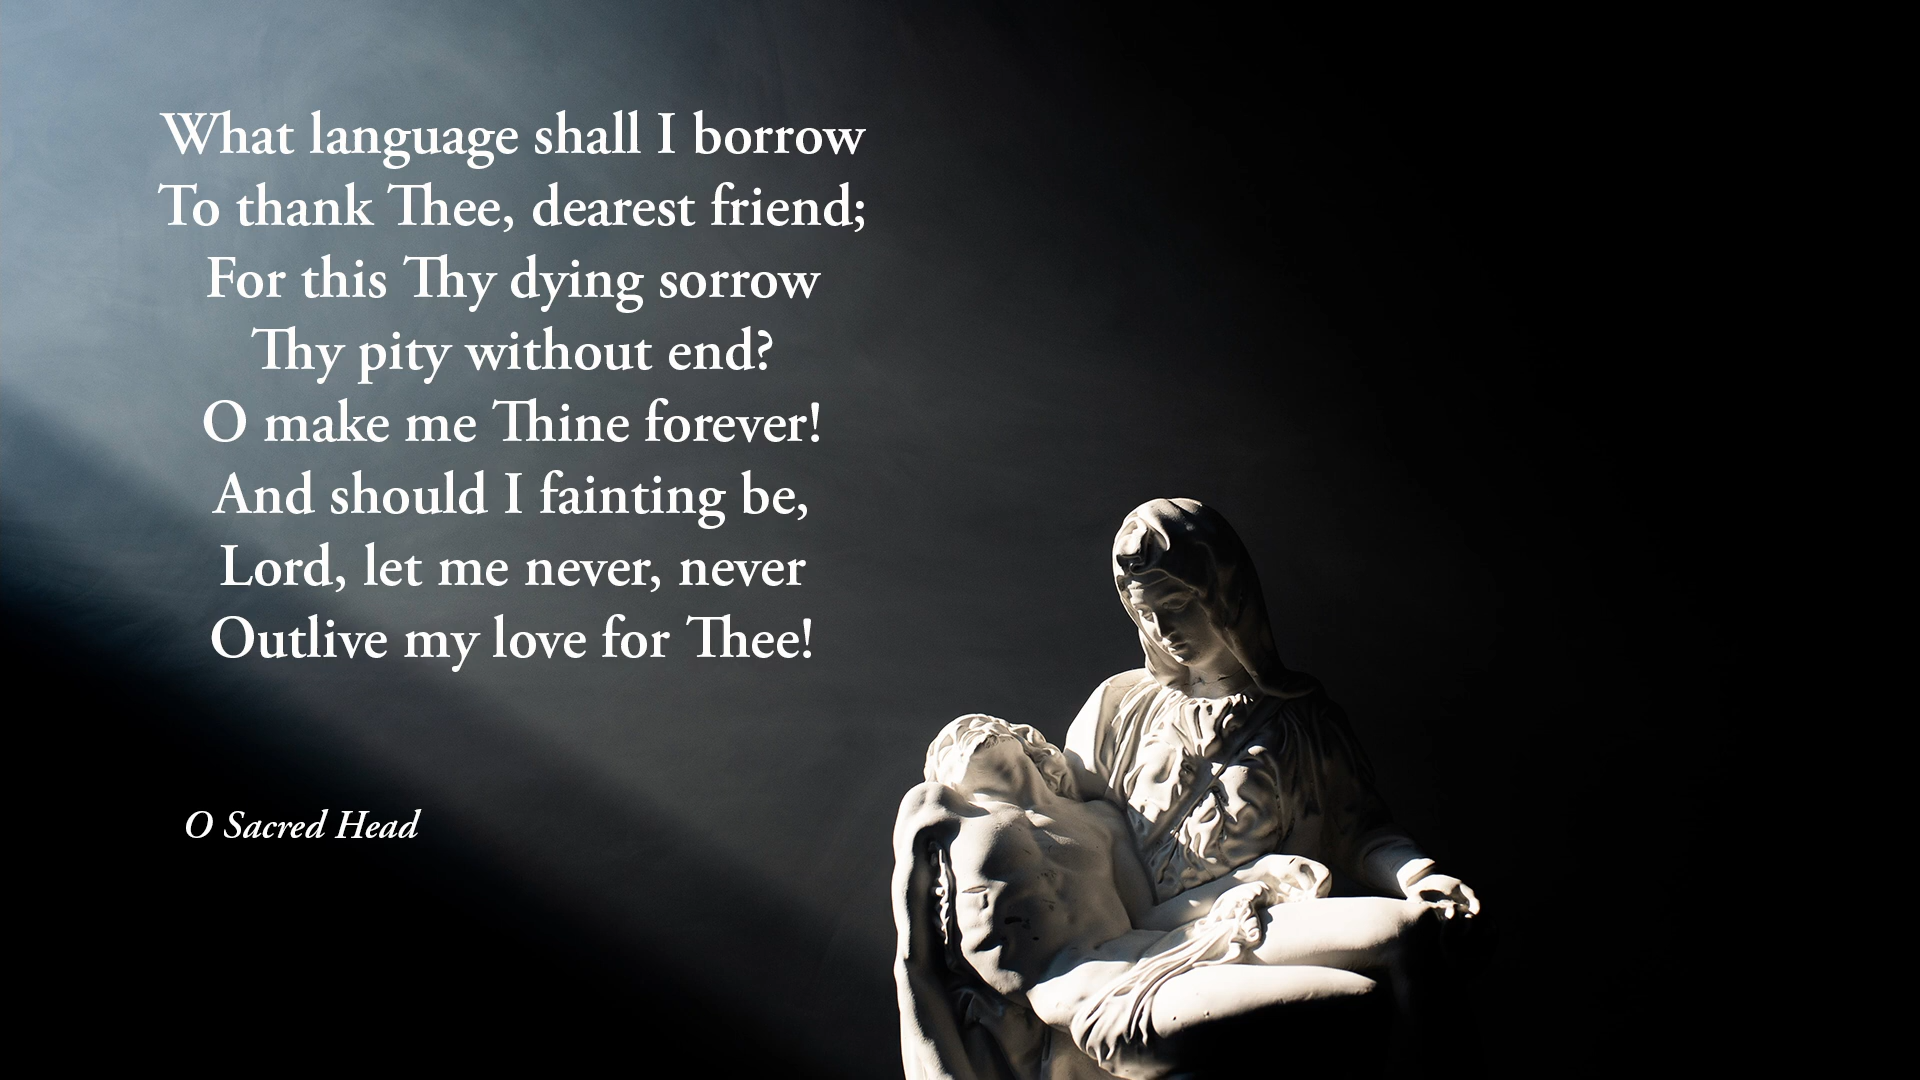 What language shall I borrow
To thank Thee, dearest friend;
For this Thy dying sorrow
Thy pity without end?
O make me Thine forever!
And should I fainting be,
Lord, let me never, never
Outlive my love for Thee!
O Sacred Head